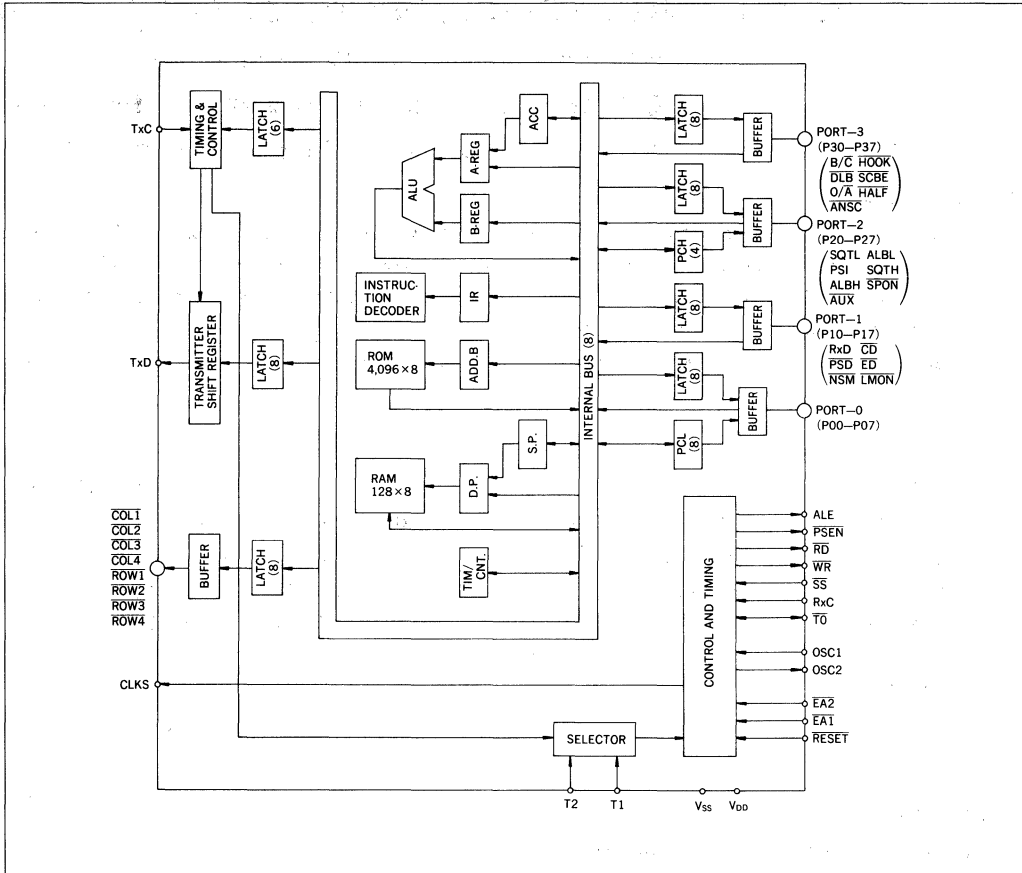 TxC
TIMING &
CONTROL
LATCH
(6)
ACC
A-REG
ALU
B-REG
INSTRUC-
TION
DECODER
IR
ROM
4,096×8
ADD.B
S.P.
RAM
128×8
D.P.
TIM/
CNT.
INTERNAL BUS (8)
TxD
TRANSMITTER
SHIFT REGISTER
LATCH
(8)
COL1
COL2
COL3
COL4
ROW1
ROW2
ROW3
ROW4
BUFFER
LATCH
(8)
CLKS
LATCH
(8)
BUFFER
LATCH
(8)
BUFFER
PCH
(4)
LATCH
(8)
BUFFER
LATCH
(8)
BUFFER
PCL
(8)
PORT-3
(P30-P37)
(B/C HOOK
DLB SCBE
O/A HALF
ANSC)
PORT-2
(P20-P27)
(SQTL ALBL
PSI SQTH
ALBH SPON
AUX)
PORT-1
(P10-P17)
(RxD CD
PSD ED
NSM LMON)
PORT-0
(P00-P07)
CONTROL AND TIMING
ALE
PSEN
RD
WR
SS
RxC
T0
OSC1
OSC2
EA2
EA1
RESET
SELECTOR
T2
T1
VSS
VDD